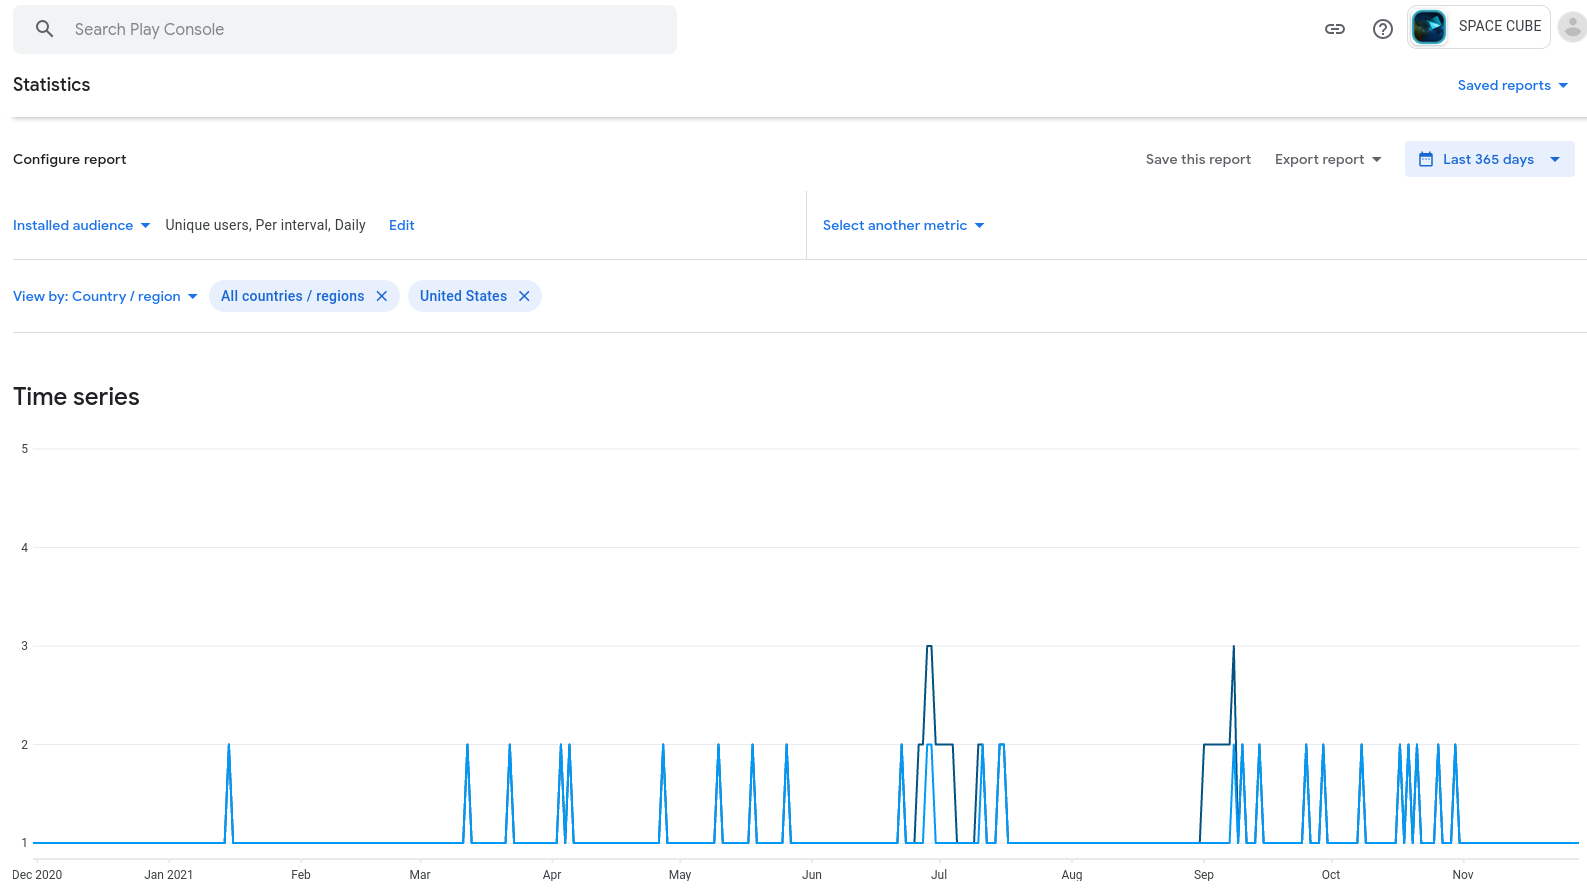 Search Play Console
SPACE CUBE
Statistics
Saved reports
Configure report
Save this report
Export report
Last 365 days
Installed audience
Unique users, Per interval, Daily
Edit
Select another metric
View by: Country / region
All countries / regions
United States
Time series
5
4
3
2
1
Dec 2020
Jan 2021
Feb
Mar
Apr
May
Jun
Jul
Aug
Sep
Oct
Nov